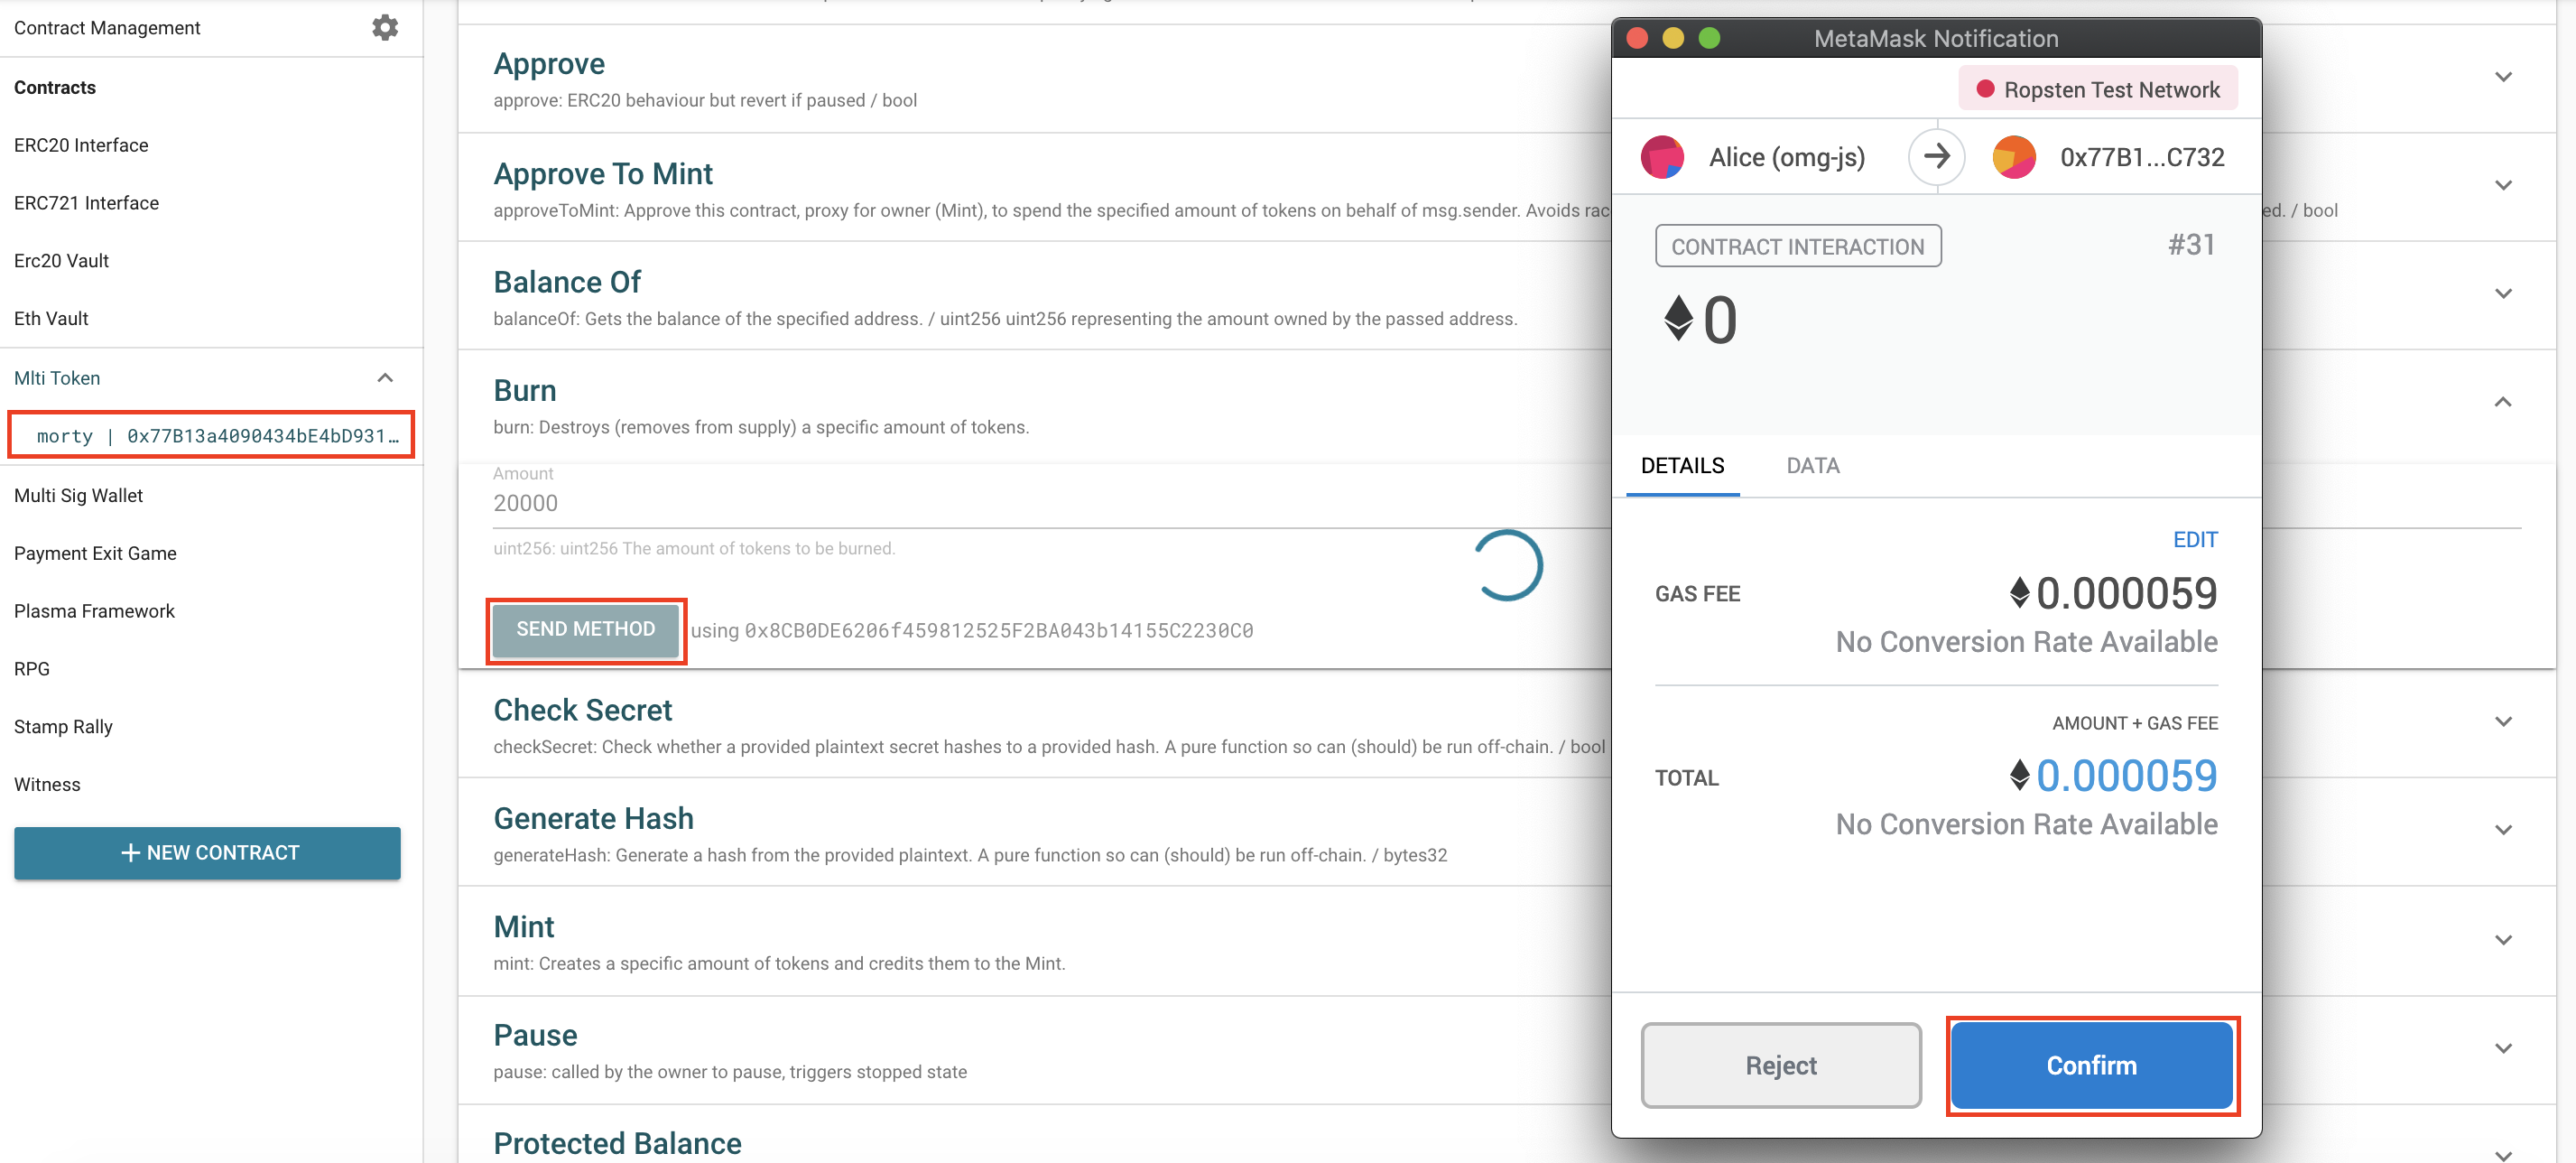 Contract Management
Contracts
ERC20 Interface
ERC721 Interface
Erc20 Vault
Eth Vault
Mlti Token
morty | 0x77B13a4090434bE4bD931…
Multi Sig Wallet
Payment Exit Game
Plasma Framework
RPG
Stamp Rally
Witness
+ NEW CONTRACT
Approve
approve: ERC20 behaviour but revert if paused / bool
Approve To Mint
approveToMint: Approve this contract, proxy for owner (Mint), to spend the specified amount of tokens on behalf of msg.sender. Avoids rac
ed. / bool
Balance Of
balanceOf: Gets the balance of the specified address. / uint256 uint256 representing the amount owned by the passed address.
Burn
burn: Destroys (removes from supply) a specific amount of tokens.
Amount
20000
uint256: uint256 The amount of tokens to be burned.
SEND METHOD using 0x8CB0DE6206f459812525F2BA043b14155C2230C0
Check Secret
checkSecret: Check whether a provided plaintext secret hashes to a provided hash. A pure function so can (should) be run off-chain. / bool
Generate Hash
generateHash: Generate a hash from the provided plaintext. A pure function so can (should) be run off-chain. / bytes32
Mint
mint: Creates a specific amount of tokens and credits them to the Mint.
Pause
pause: called by the owner to pause, triggers stopped state
Protected Balance
MetaMask Notification
Ropsten Test Network
Alice (omg-js)
0x77B1...C732
CONTRACT INTERACTION
#31
0
DETAILS
DATA
EDIT
GAS FEE
0.000059
No Conversion Rate Available
AMOUNT + GAS FEE
TOTAL
0.000059
No Conversion Rate Available
Reject
Confirm